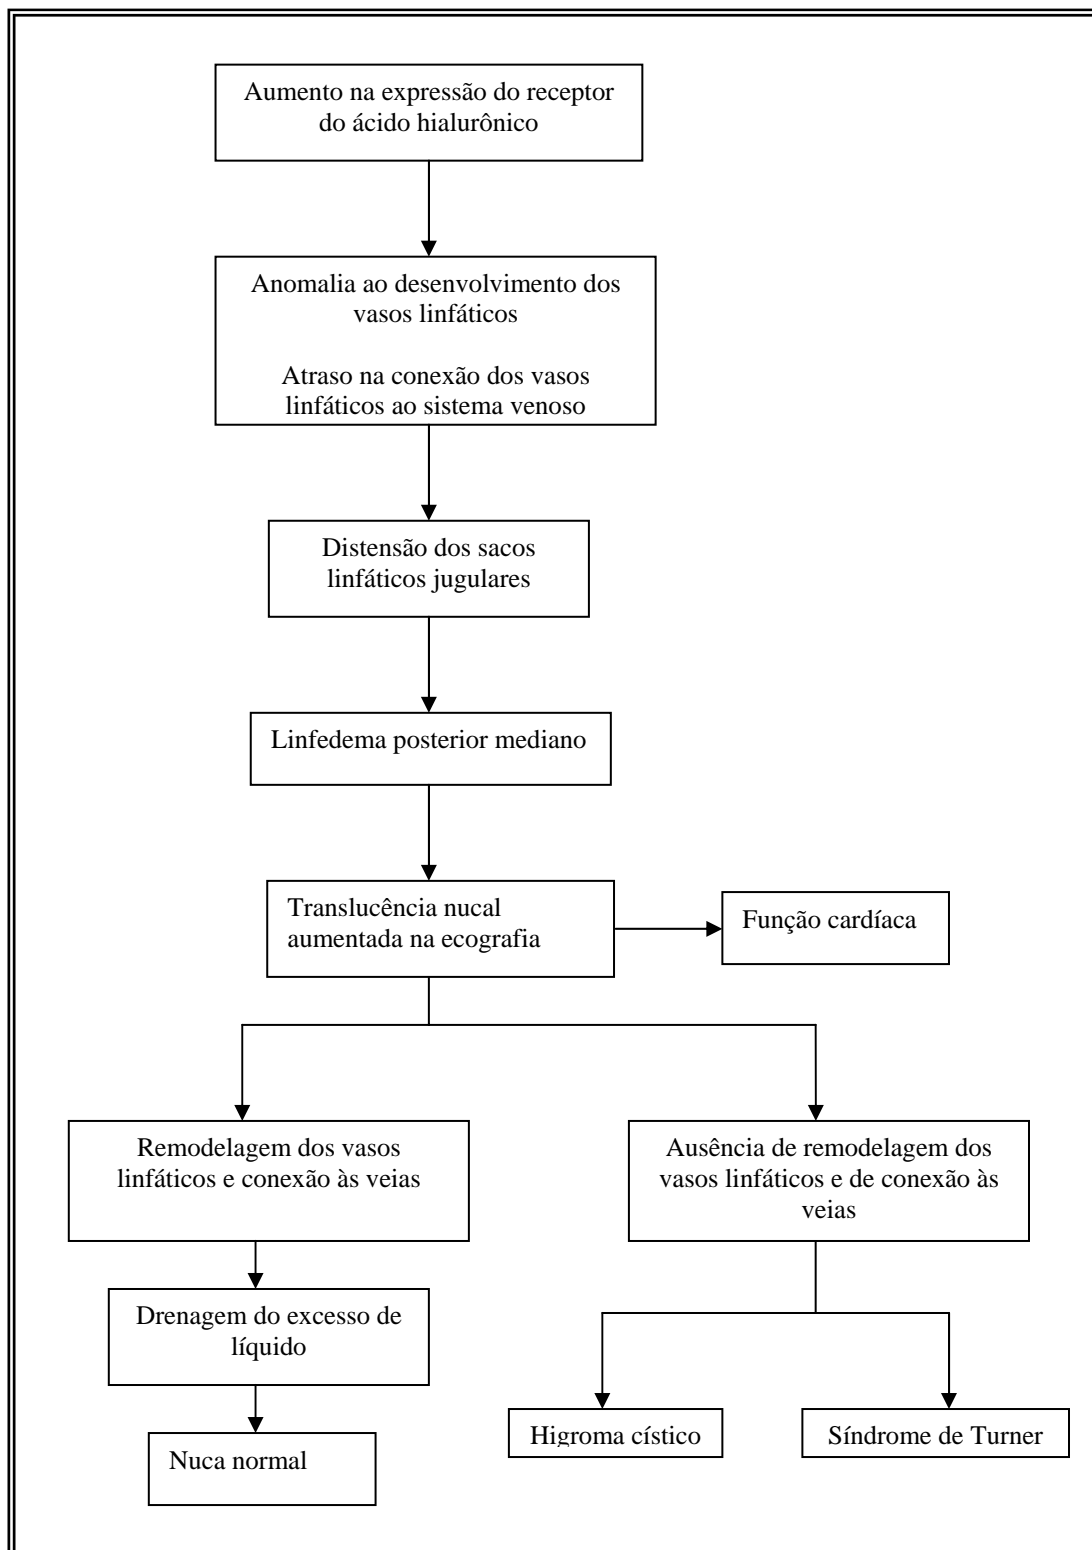 Aumento na expressão do receptor
do ácido hialurônico
Anomalia ao desenvolvimento dos
vasos linfáticos
Atraso na conexão dos vasos
linfáticos ao sistema venoso
Distensão dos sacos
linfáticos jugulares
Linfedema posterior mediano
Translucência nucal
aumentada na ecografia
Função cardíaca
Remodelagem dos vasos
linfáticos e conexão às veias
Ausência de remodelagem dos
vasos linfáticos e de conexão às
veias
Drenagem do excesso de
líquido
Higroma cístico
Síndrome de Turner
Nuca normal